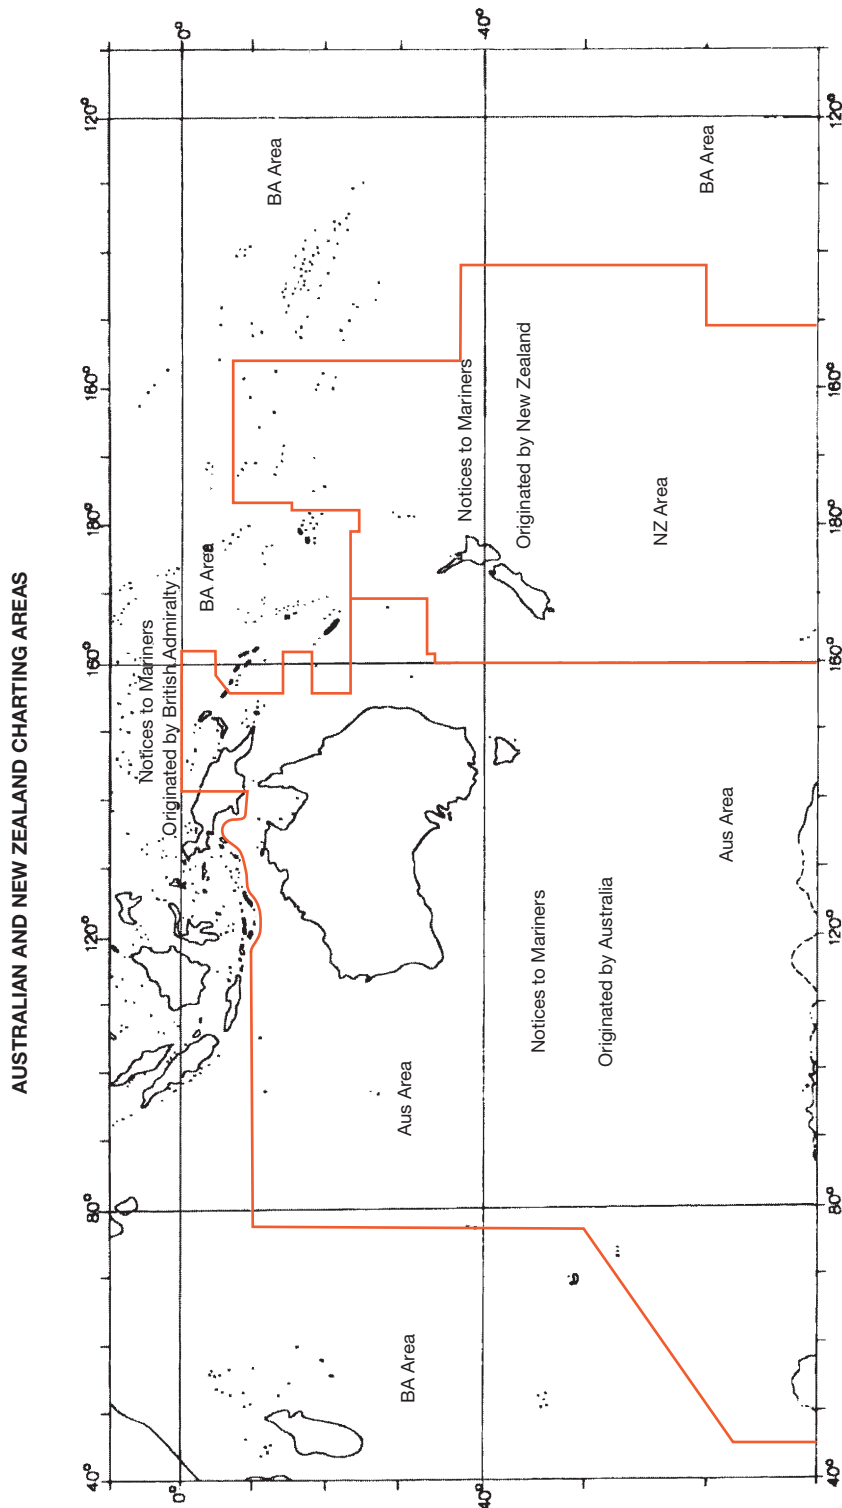 AUSTRALIAN AND NEW ZEALAND CHARTING AREAS
40°
80°
120°
160°
180°
160°
120°
0°
0°
BA Area
Notices to Mariners
Originated by British Admiralty
BA Area
BA Area
Aus Area
40°
40°
Notices to Mariners
Originated by New Zealand
Notices to Mariners
Originated by Australia
NZ Area
BA Area
Aus Area
40°
80°
120°
160°
180°
160°
120°